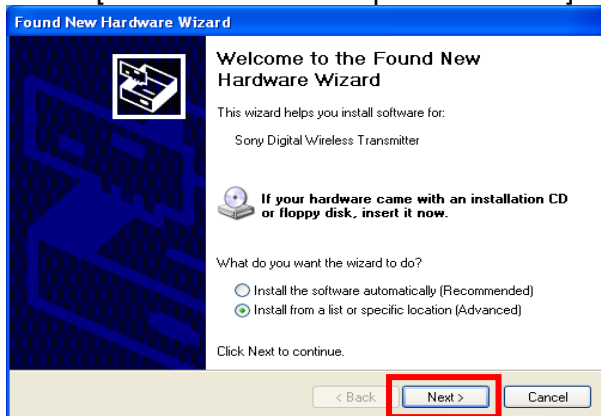 Found New Hardware Wizard
Welcome to the Found New
Hardware Wizard
This wizard helps you install software for:
Sony Digital Wireless Transmitter
If your hardware came with an installation CD
or floppy disk, insert it now.
What do you want the wizard to do?
Install the software automatically (Recommended)
Install from a list or specific location (Advanced)
Click Next to continue.
< Back Next > Cancel